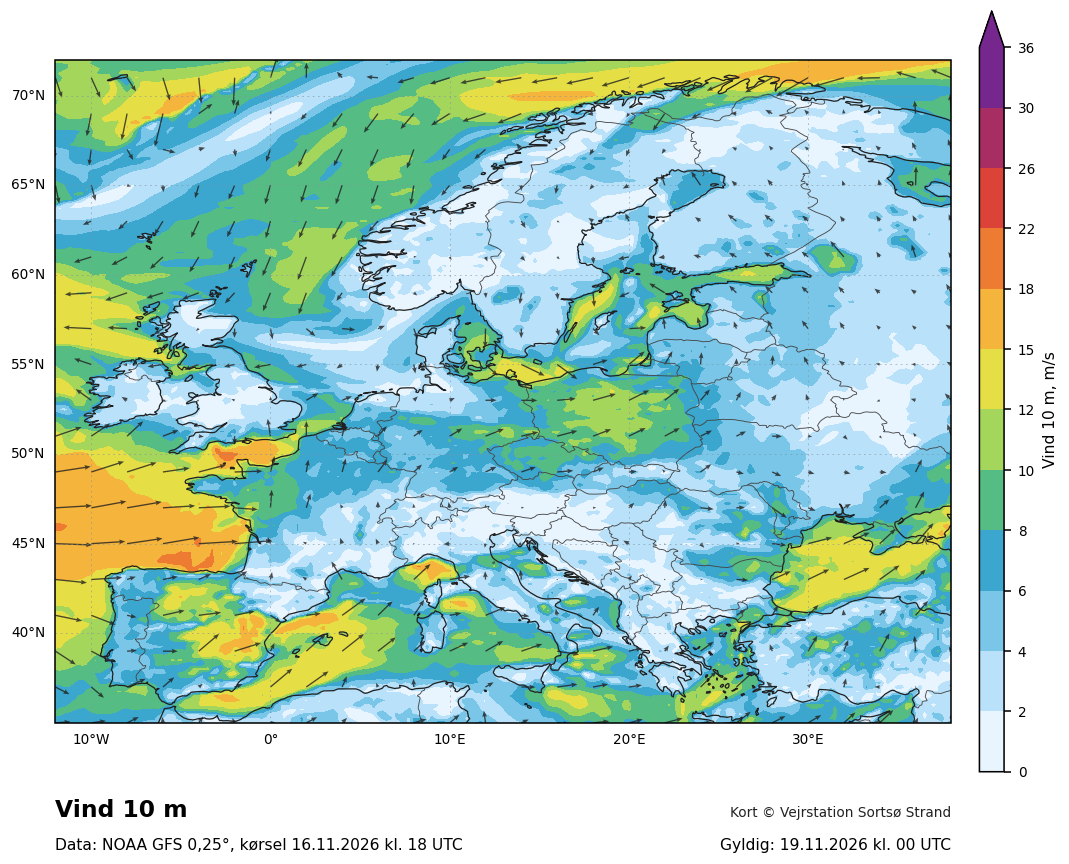 70°N
65°N
60°N
55°N
50°N
45°N
40°N
10°W
0°
10°E
20°E
30°E
36
30
26
22
18
15
12
10
8
6
4
2
0
Vind 10 m, m/s
Vind 10 m
Kort © Vejrstation Sortsø Strand
Data: NOAA GFS 0,25°, kørsel 16.11.2026 kl. 18 UTC
Gyldig: 19.11.2026 kl. 00 UTC